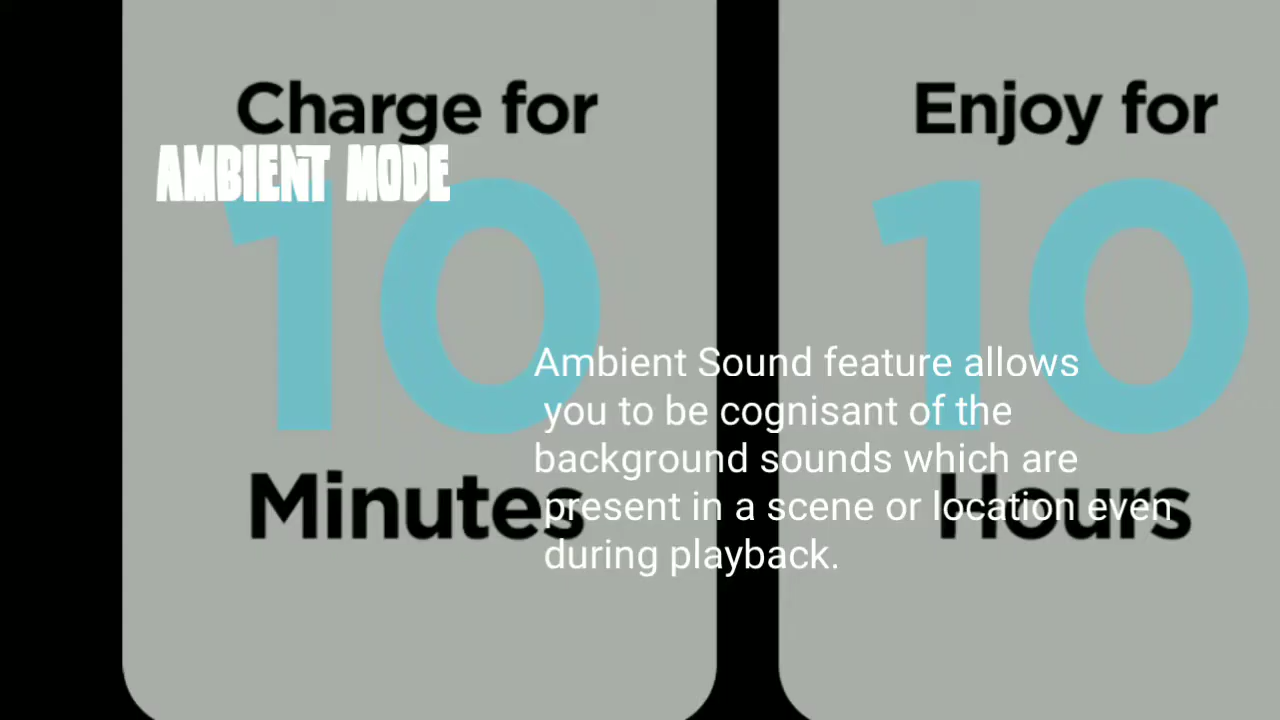 Charge for
10
Minutes
Enjoy for
10
Hours
AMBIENT MODE
Ambient Sound feature allows
you to be cognisant of the
background sounds which are
present in a scene or location even
during playback.